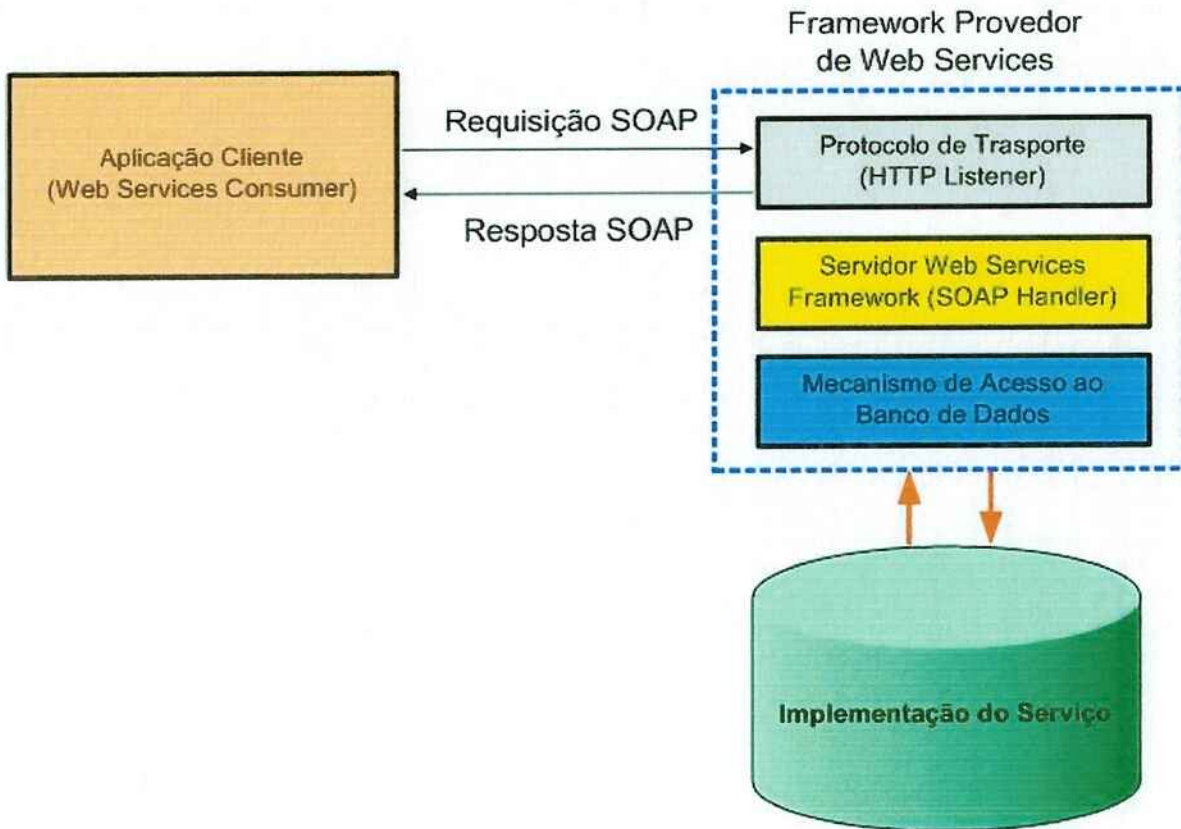 Framework Provedor
de Web Services
Aplicação Cliente
(Web Services Consumer)
Requisição SOAP
Resposta SOAP
Protocolo de Trasporte
(HTTP Listener)
Servidor Web Services
Framework (SOAP Handler)
Mecanismo de Acesso ao
Banco de Dados
Implementação do Serviço